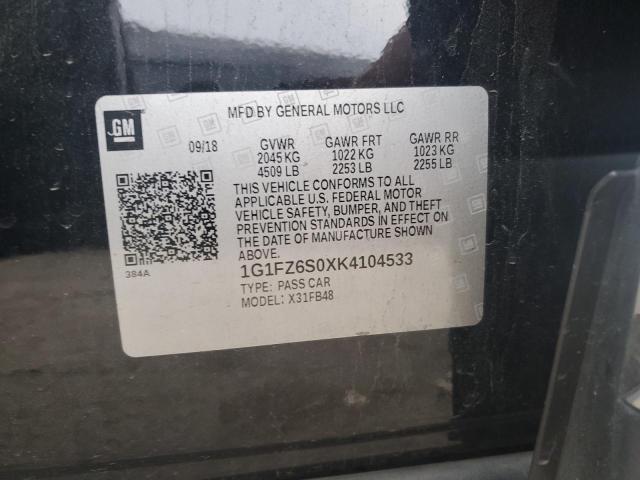 MFD BY GENERAL MOTORS LLC
GM
09/18 GVWR GAWR FRT GAWR RR
2045 KG 1022 KG 1023 KG
4509 LB 2253 LB 2255 LB
THIS VEHICLE CONFORMS TO ALL
APPLICABLE U.S. FEDERAL MOTOR
VEHICLE SAFETY, BUMPER, AND THEFT
PREVENTION STANDARDS IN EFFECT ON
THE DATE OF MANUFACTURE SHOWN
ABOVE.
384A
1G1FZ6S0XK4104533
TYPE: PASS CAR
MODEL: X31FB48